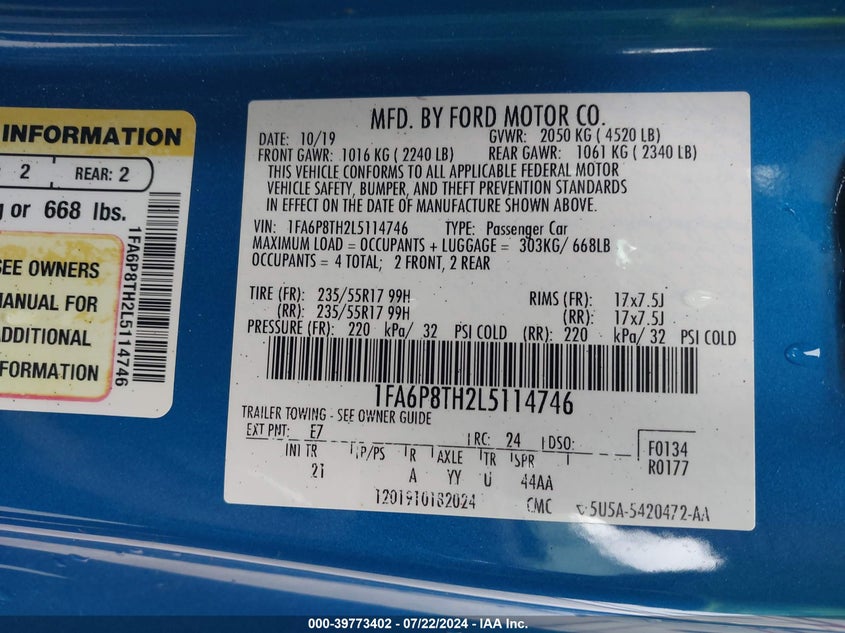 INFORMATION
2 REAR: 2
or 668 lbs.
SEE OWNERS
MANUAL FOR
ADDITIONAL
INFORMATION
1FA6P8TH2L5114746
MFD. BY FORD MOTOR CO.
DATE: 10/19 GVWR: 2050 KG ( 4520 LB)
FRONT GAWR: 1016 KG ( 2240 LB) REAR GAWR: 1061 KG ( 2340 LB)
THIS VEHICLE CONFORMS TO ALL APPLICABLE FEDERAL MOTOR
VEHICLE SAFETY, BUMPER, AND THEFT PREVENTION STANDARDS
IN EFFECT ON THE DATE OF MANUFACTURE SHOWN ABOVE.
VIN: 1FA6P8TH2L5114746 TYPE: Passenger Car
MAXIMUM LOAD = OCCUPANTS + LUGGAGE = 303KG/ 668LB
OCCUPANTS = 4 TOTAL; 2 FRONT, 2 REAR
TIRE (FR): 235/55R17 99H RIMS (FR): 17x7.5J
(RR): 235/55R17 99H (RR): 17x7.5J
PRESSURE (FR): 220 kPa/ 32 PSI COLD (RR): 220 kPa/ 32 PSI COLD
1FA6P8TH2L5114746
TRAILER TOWING - SEE OWNER GUIDE
EXT PNT: E7 RC: 24 DSO: F0134
INT TR TP/PS R AXLE TR SPR R0177
21 A YY U 44AA
1201910182024 CMC 5U5A-5420472-AA
000-39773402 - 07/22/2024 - IAA Inc.